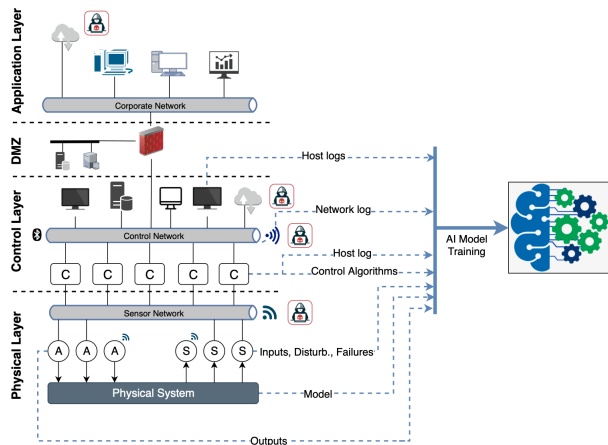 Application Layer
Corporate Network
DMZ
Host logs
Control Layer
Network log
Control Network
AI Model
Training
Host log
C C C C C
Control Algorithms
Physical Layer
Sensor Network
A A A S S S
Inputs, Disturb., Failures
Physical System
Model
Outputs